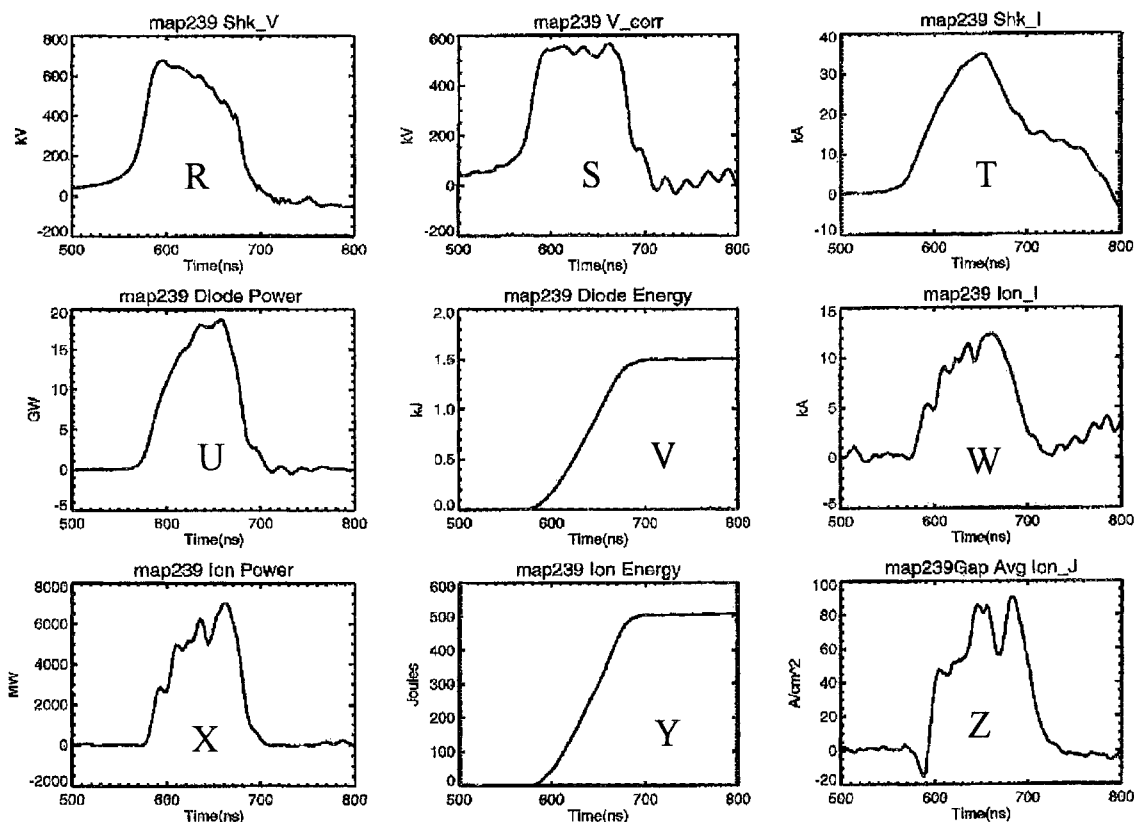 map239 Shk_V
800
600
400
200
0
-200
kV
R
500 600 700 800
Time(ns)
map239 V_corr
600
400
200
0
-200
kV
S
500 600 700 800
Time(ns)
map239 Shk_I
40
30
20
10
0
-10
kA
T
500 600 700 800
Time(ns)
map239 Diode Power
20
15
10
5
0
-5
GW
U
500 600 700 800
Time(ns)
map239 Diode Energy
2.0
1.5
1.0
0.5
0.0
kJ
V
500 600 700 800
Time(ns)
map239 Ion_I
15
10
5
0
-5
kA
W
500 600 700 800
Time(ns)
map239 Ion Power
8000
6000
4000
2000
0
-2000
MW
X
500 600 700 800
Time(ns)
map239 Ion Energy
600
500
400
300
200
100
0
Joules
Y
500 600 700 800
Time(ns)
map239Gap Avg Ion_J
100
80
60
40
20
0
-20
A/cm^2
Z
500 600 700 800
Time(ns)